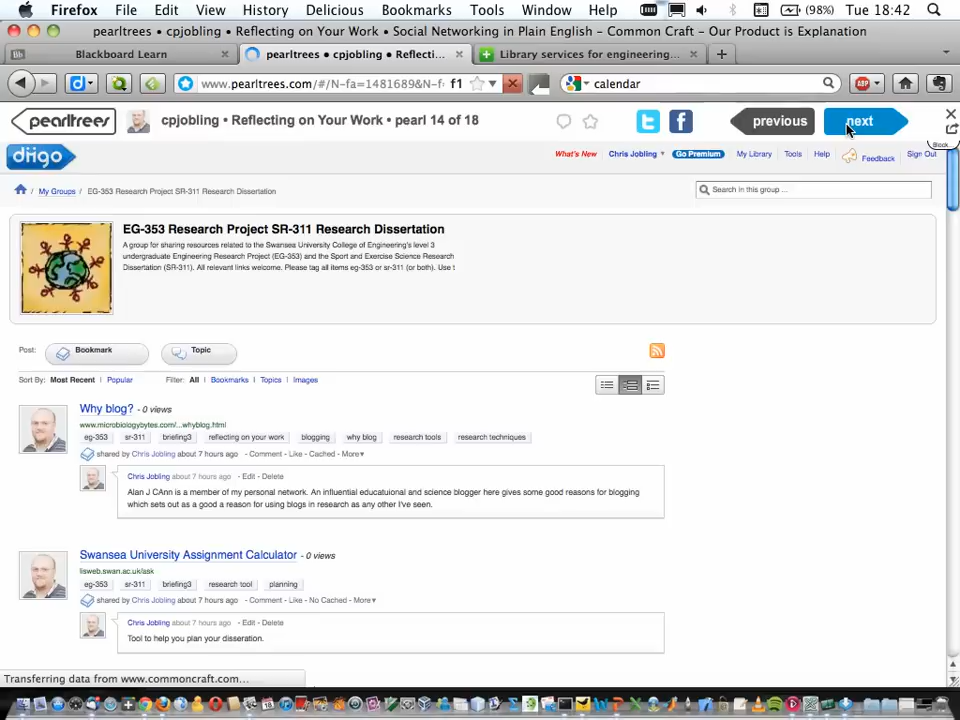 Firefox File Edit View History Delicious Bookmarks Tools Window Help (98%) Tue 18:42
pearltrees • cpjobling • Reflecting on Your Work • Social Networking in Plain English – Common Craft – Our Product is Explanation
Blackboard Learn pearltrees • cpjobling • Reflecti... Library services for engineering...
www.pearltrees.com/#/N-fa=1481689&N-f: f1 calendar
pearltrees cpjobling • Reflecting on Your Work • pearl 14 of 18 previous next
Book...
diigo What's New Chris Jobling Go Premium My Library Tools Help Feedback Sign Out
/ My Groups / EG-353 Research Project SR-311 Research Dissertation Search in this group ...
EG-353 Research Project SR-311 Research Dissertation
A group for sharing resources related to the Swansea University College of Engineering's level 3
undergraduate Engineering Research Project (EG-353) and the Sport and Exercise Science Research
Dissertation (SR-311). All relevant links welcome. Please tag all items eg-353 or sr-311 (or both). Use t
Post: Bookmark Topic
Sort By: Most Recent | Popular Filter: All | Bookmarks | Topics | Images
Why blog? - 0 views
www.microbiologybytes.com/...whyblog.html
eg-353 sr-311 briefing3 reflecting on your work blogging why blog research tools research techniques
shared by Chris Jobling about 7 hours ago - Comment - Like - Cached - More▾
Chris Jobling about 7 hours ago - Edit - Delete
Alan J CAnn is a member of my personal network. An influential educatuional and science blogger here gives some good reasons for blogging
which sets out as a good a reason for using blogs in research as any other I've seen.
Swansea University Assignment Calculator - 0 views
lisweb.swan.ac.uk/ask
eg-353 sr-311 briefing3 research tool planning
shared by Chris Jobling about 7 hours ago - Comment - Like - No Cached - More▾
Chris Jobling about 7 hours ago - Edit - Delete
Tool to help you plan your disseration.
Transferring data from www.commoncraft.com...